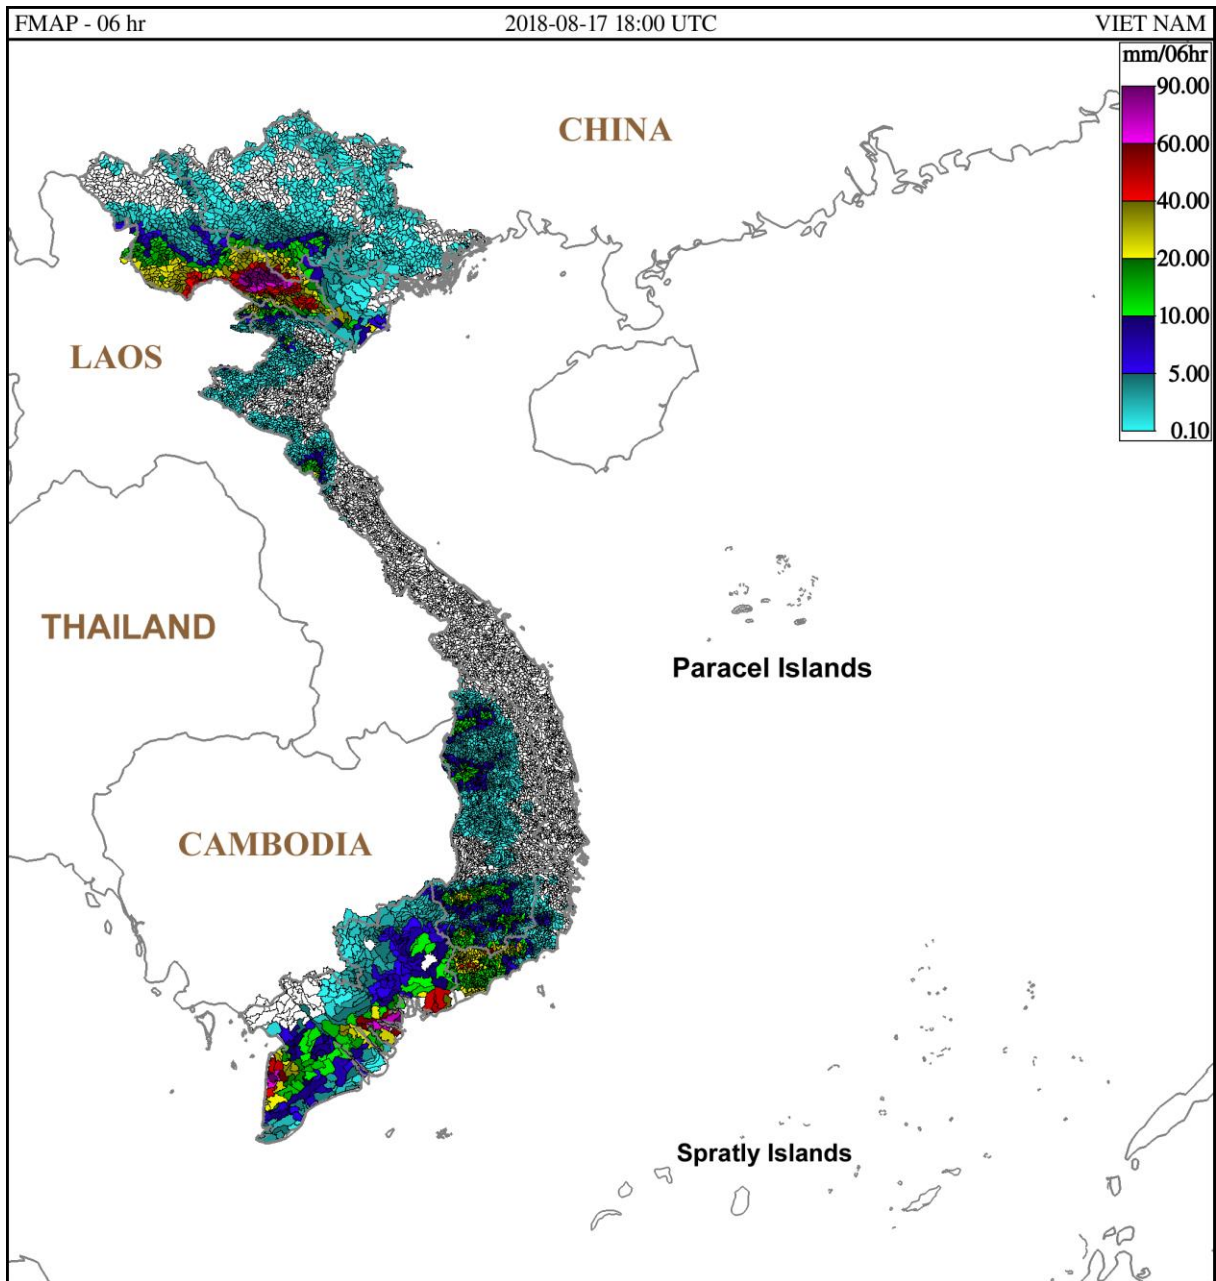 FMAP - 06 hr 2018-08-17 18:00 UTC VIET NAM
mm/06hr
90.00
60.00
40.00
20.00
10.00
5.00
0.10
CHINA
LAOS
THAILAND
Paracel Islands
CAMBODIA
Spratly Islands